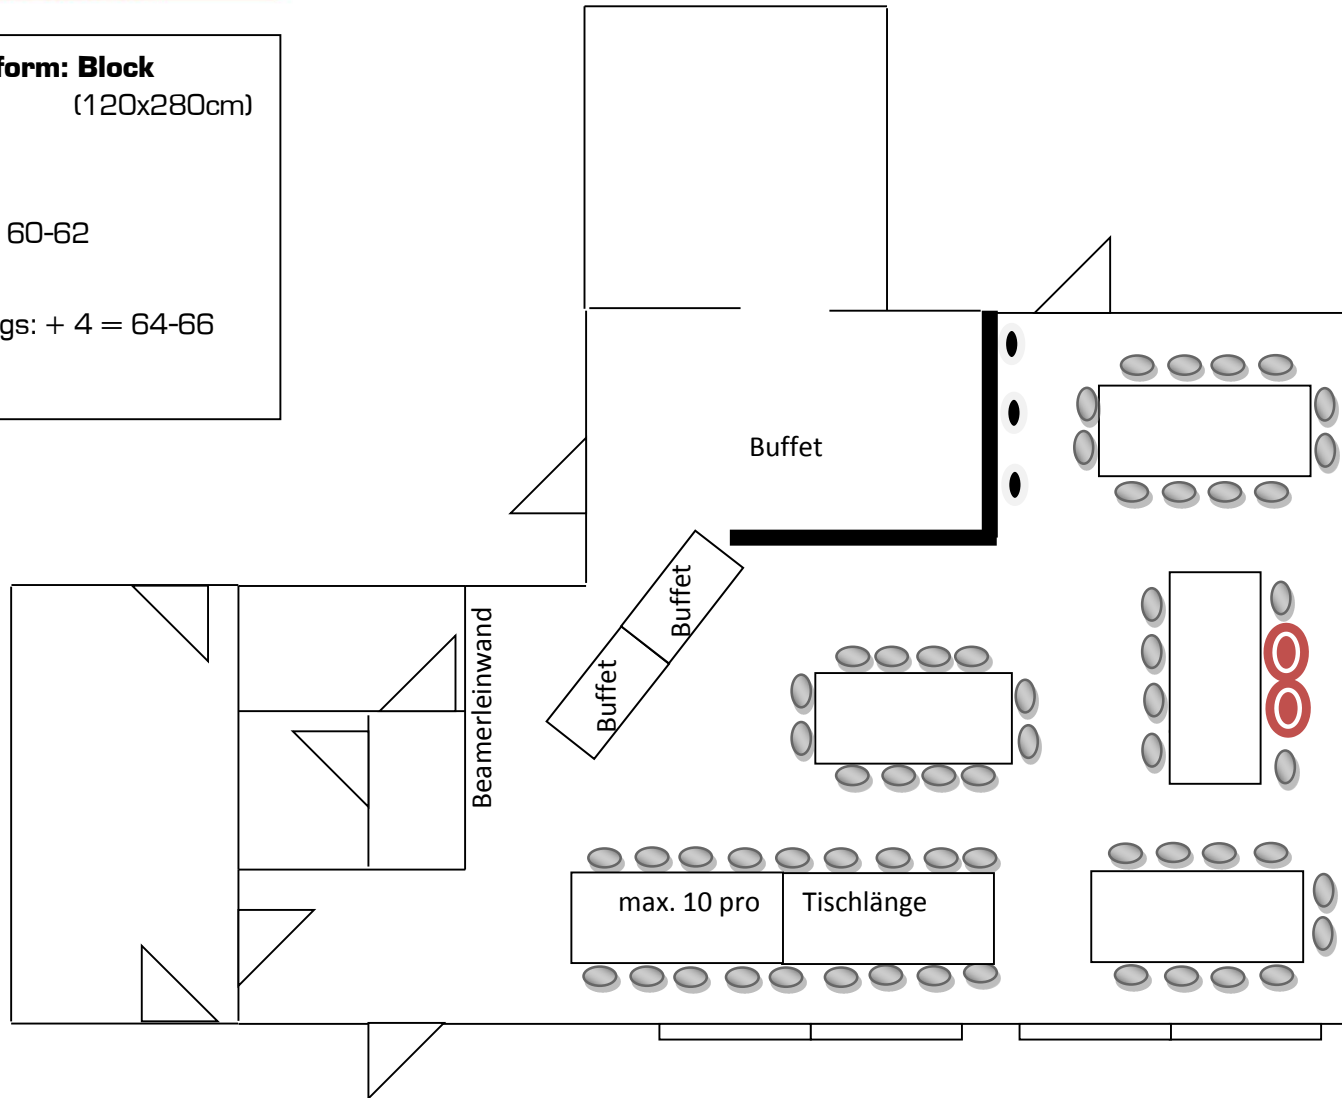 form: Block
(120x280cm)
60-62
gs: + 4 = 64-66
Buffet
Buffet
Buffet
Beamerleinwand
max. 10 pro Tischlänge